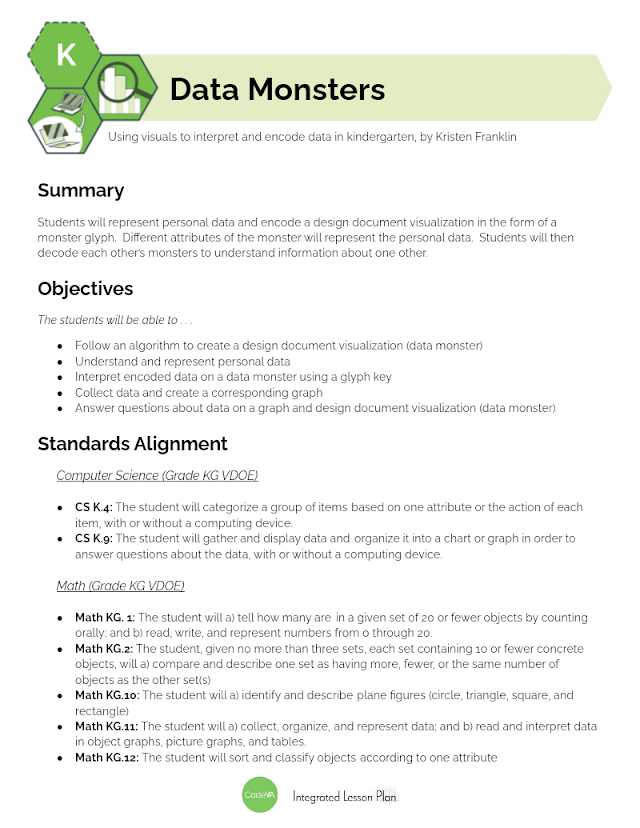 K
Data Monsters
Using visuals to interpret and encode data in kindergarten, by Kristen Franklin
Summary
Students will represent personal data and encode a design document visualization in the form of a
monster glyph. Different attributes of the monster will represent the personal data. Students will then
decode each other's monsters to understand information about one other.
Objectives
The students will be able to . . .
● Follow an algorithm to create a design document visualization (data monster)
● Understand and represent personal data
● Interpret encoded data on a data monster using a glyph key
● Collect data and create a corresponding graph
● Answer questions about data on a graph and design document visualization (data monster)
Standards Alignment
Computer Science (Grade KG VDOE)
● CS K.4: The student will categorize a group of items based on one attribute or the action of each
item, with or without a computing device.
● CS K.9: The student will gather and display data and organize it into a chart or graph in order to
answer questions about the data, with or without a computing device.
Math (Grade KG VDOE)
● Math KG. 1: The student will a) tell how many are in a given set of 20 or fewer objects by counting
orally; and b) read, write, and represent numbers from 0 through 20.
● Math KG.2: The student, given no more than three sets, each set containing 10 or fewer concrete
objects, will a) compare and describe one set as having more, fewer, or the same number of
objects as the other set(s)
● Math KG.10: The student will a) identify and describe plane figures (circle, triangle, square, and
rectangle)
● Math KG.11: The student will a) collect, organize, and represent data; and b) read and interpret data
in object graphs, picture graphs, and tables.
● Math KG.12: The student will sort and classify objects according to one attribute
CodeVA Integrated Lesson Plan